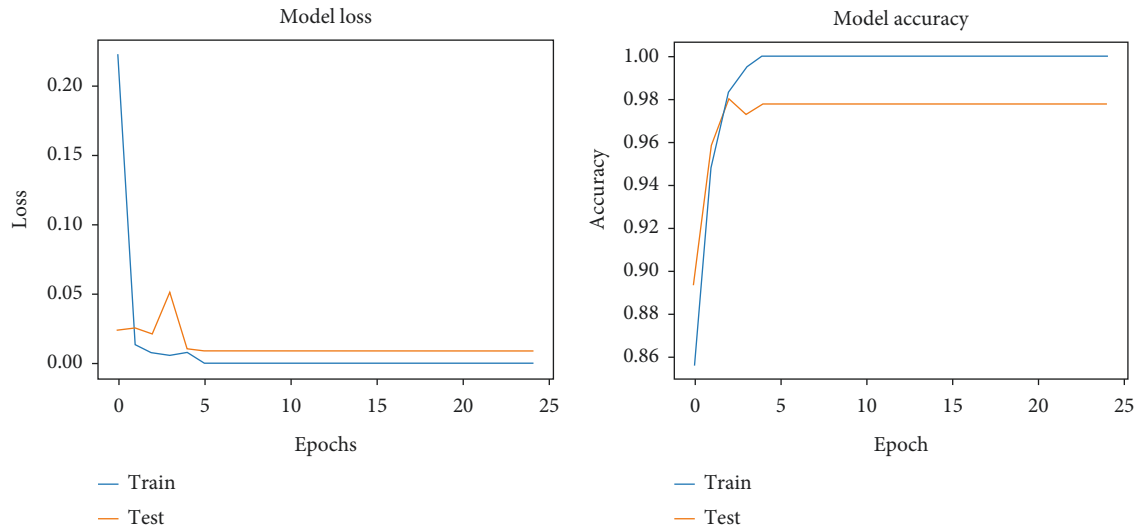 Model loss
0.20
0.15
0.10
0.05
0.00
Loss
0 5 10 15 20 25
Epochs
Train
Test
Model accuracy
1.00
0.98
0.96
0.94
0.92
0.90
0.88
0.86
Accuracy
0 5 10 15 20 25
Epoch
Train
Test